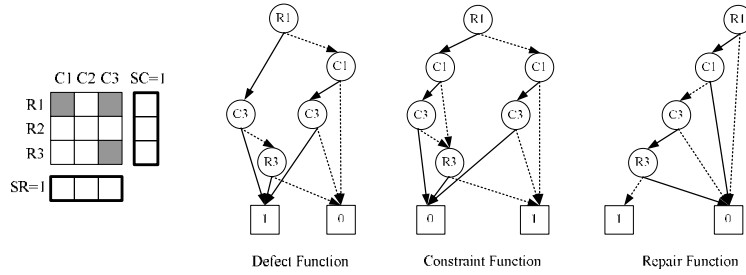 C1 C2 C3 SC=1
R1
R2
R3
SR=1
R1
C1
C3 C3
R3
1 0
Defect Function
R1
C1 C1
C3 C3
R3
0 1
Constraint Function
R1
C1
C3
R3
1 0
Repair Function